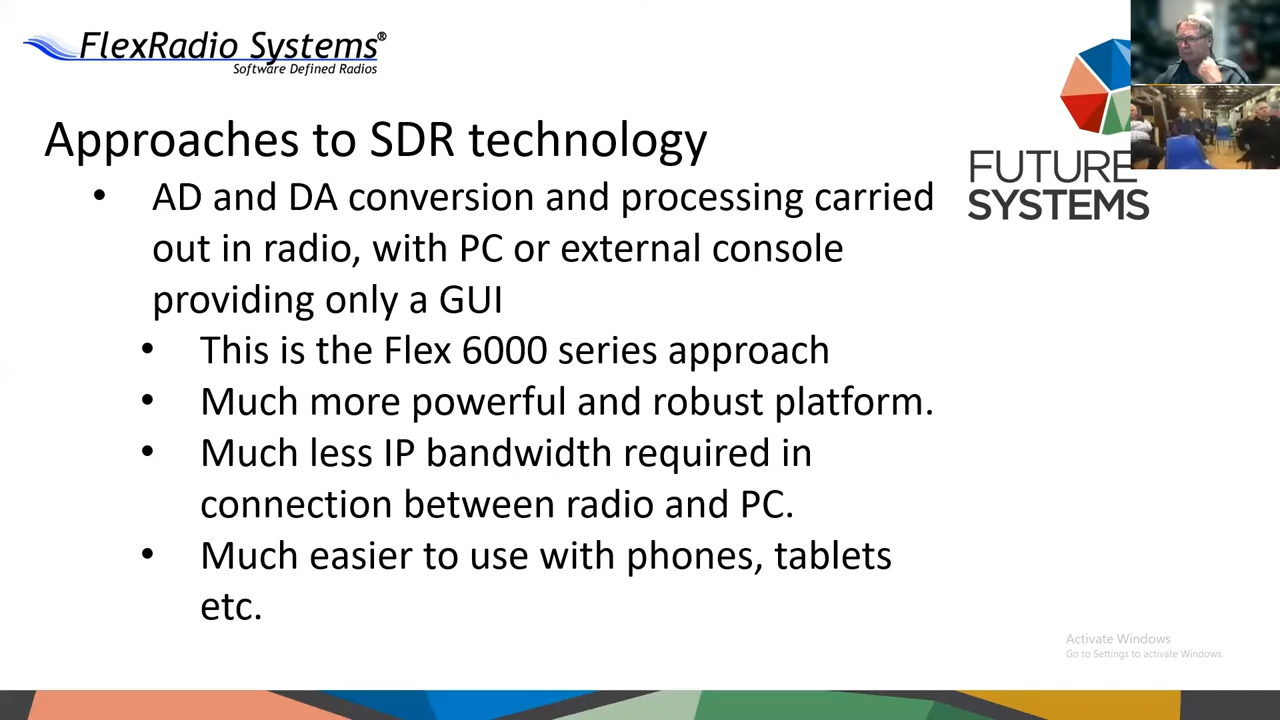 FlexRadio Systems®
Software Defined Radios
Approaches to SDR technology
FUTURE
SYSTEMS
• AD and DA conversion and processing carried
out in radio, with PC or external console
providing only a GUI
• This is the Flex 6000 series approach
• Much more powerful and robust platform.
• Much less IP bandwidth required in
connection between radio and PC.
• Much easier to use with phones, tablets
etc.
Activate Windows
Go to Settings to activate Windows.